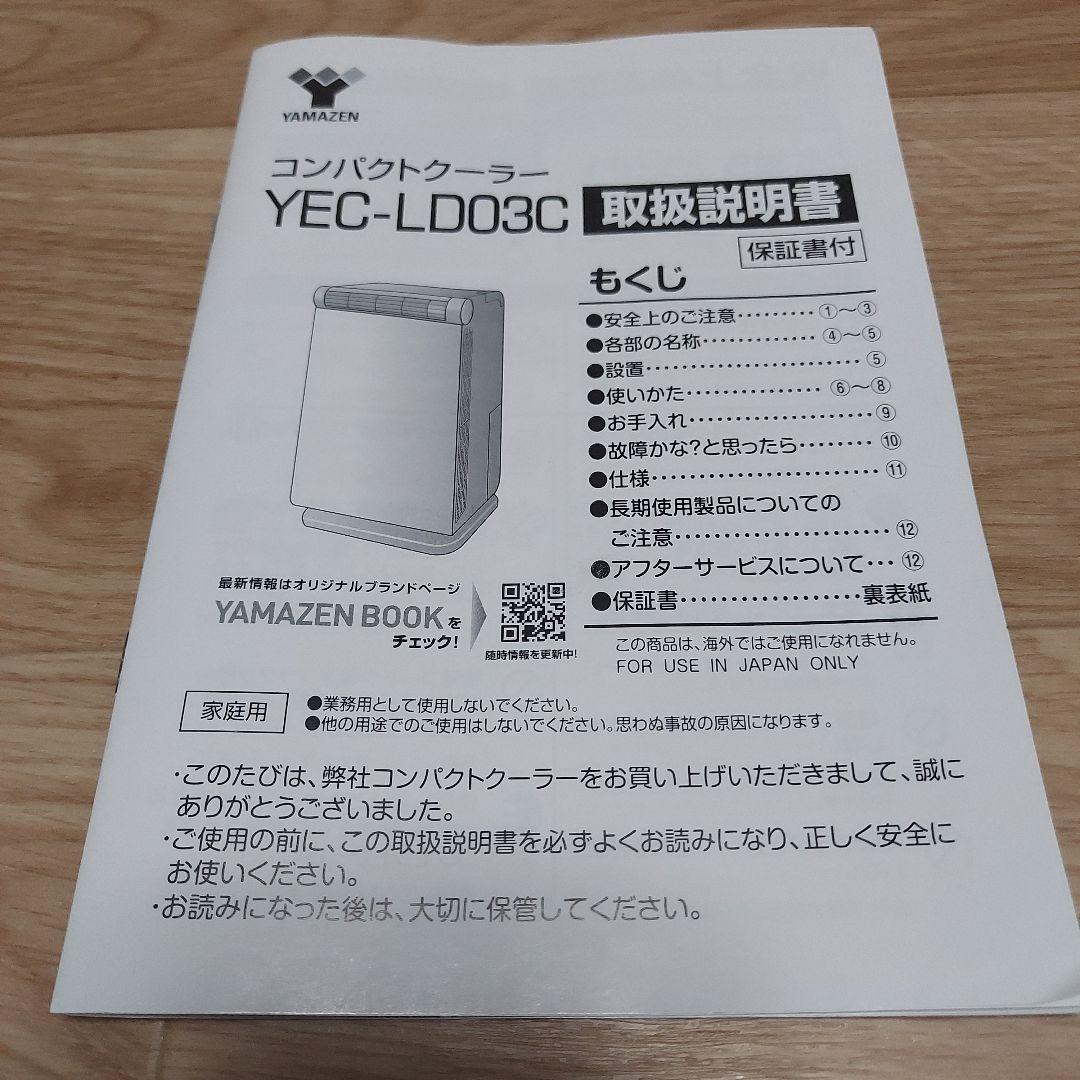 YAMAZEN
コンパクトクーラー
YEC-LD03C 取扱説明書
保証書付
もくじ
●安全上のご注意‥‥‥‥‥ ①〜③
●各部の名称‥‥‥‥‥‥ ④〜⑤
●設置‥‥‥‥‥‥‥‥‥‥‥ ⑤
●使いかた‥‥‥‥‥‥‥ ⑥〜⑧
●お手入れ‥‥‥‥‥‥‥‥‥⑨
●故障かな?と思ったら‥‥‥‥ ⑩
●仕様‥‥‥‥‥‥‥‥‥‥‥ ⑪
●長期使用製品についての
ご注意‥‥‥‥‥‥‥‥‥‥ ⑫
●アフターサービスについて‥‥ ⑫
●保証書‥‥‥‥‥‥‥‥‥裏表紙
最新情報はオリジナルブランドページ
YAMAZEN BOOKを
チェック!
随時情報を更新中!
この商品は、海外ではご使用になれません。
FOR USE IN JAPAN ONLY
家庭用
●業務用として使用しないでください。
●他の用途でのご使用はしないでください。思わぬ事故の原因になります。
・このたびは、弊社コンパクトクーラーをお買い上げいただきまして、誠に
ありがとうございました。
・ご使用の前に、この取扱説明書を必ずよくお読みになり、正しく安全に
お使いください。
・お読みになった後は、大切に保管してください。